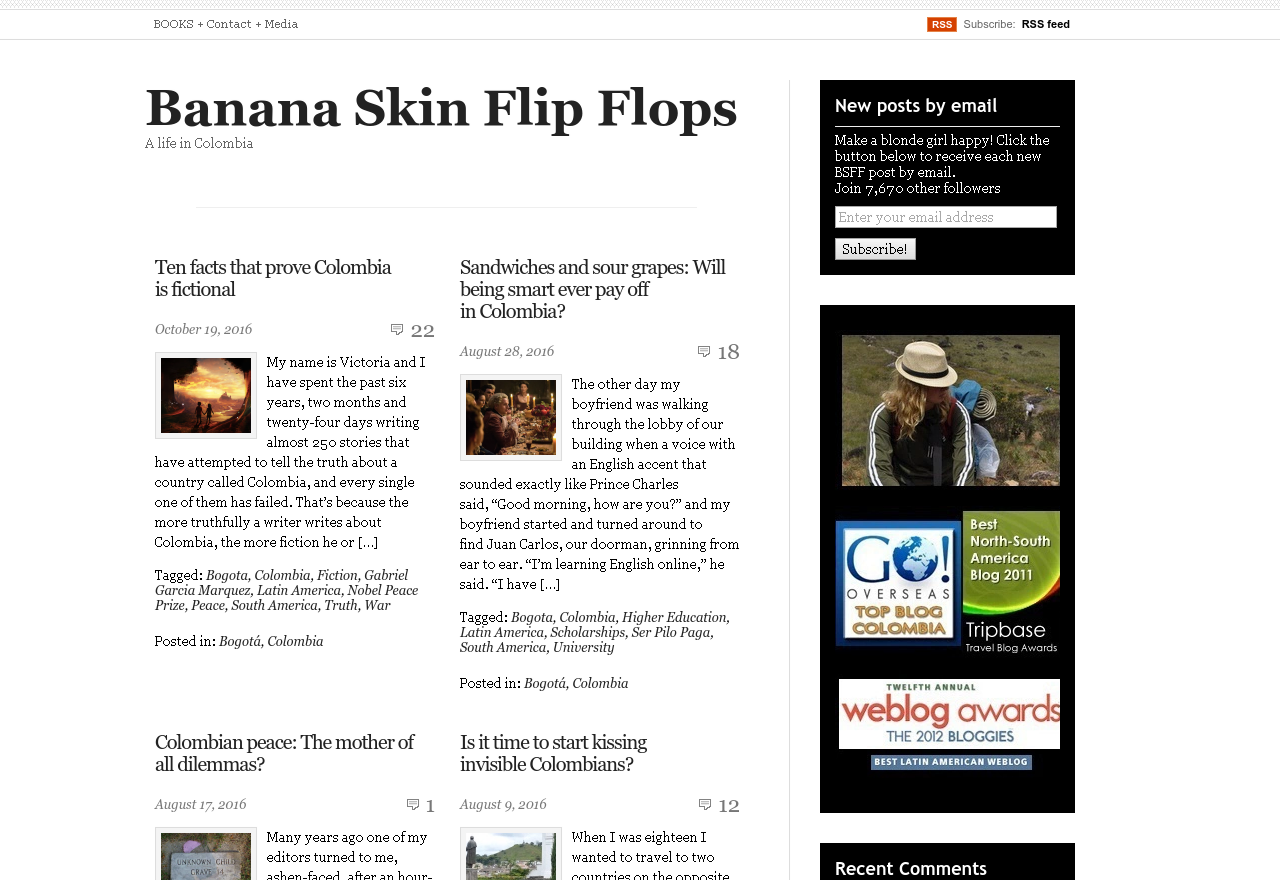 BOOKS + Contact + Media
RSS Subscribe: RSS feed
Banana Skin Flip Flops
A life in Colombia
Ten facts that prove Colombia
is fictional
October 19, 2016
22
My name is Victoria and I
have spent the past six
years, two months and
twenty-four days writing
almost 250 stories that
have attempted to tell the truth about a
country called Colombia, and every single
one of them has failed. That’s because the
more truthfully a writer writes about
Colombia, the more fiction he or [...]
Tagged: Bogota, Colombia, Fiction, Gabriel
Garcia Marquez, Latin America, Nobel Peace
Prize, Peace, South America, Truth, War
Posted in: Bogotá, Colombia
Sandwiches and sour grapes: Will
being smart ever pay off
in Colombia?
August 28, 2016
18
The other day my
boyfriend was walking
through the lobby of our
building when a voice with
an English accent that
sounded exactly like Prince Charles
said, “Good morning, how are you?” and my
boyfriend started and turned around to
find Juan Carlos, our doorman, grinning from
ear to ear. “I’m learning English online,” he
said. “I have [...]
Tagged: Bogota, Colombia, Higher Education,
Latin America, Scholarships, Ser Pilo Paga,
South America, University
Posted in: Bogotá, Colombia
Colombian peace: The mother of
all dilemmas?
August 17, 2016
1
UNKNOWN CHILD
GRAVE 34
Many years ago one of my
editors turned to me,
ashen-faced, after an hour-
Is it time to start kissing
invisible Colombians?
August 9, 2016
12
When I was eighteen I
wanted to travel to two
countries on the opposite
New posts by email
Make a blonde girl happy! Click the
button below to receive each new
BSFF post by email.
Join 7,670 other followers
Enter your email address
Subscribe!
GO!
OVERSEAS
TOP BLOG
COLOMBIA
Best
North-South
America
Blog 2011
Tripbase
Travel Blog Awards
TWELFTH ANNUAL
weblog awards
THE 2012 BLOGGIES
BEST LATIN AMERICAN WEBLOG
Recent Comments